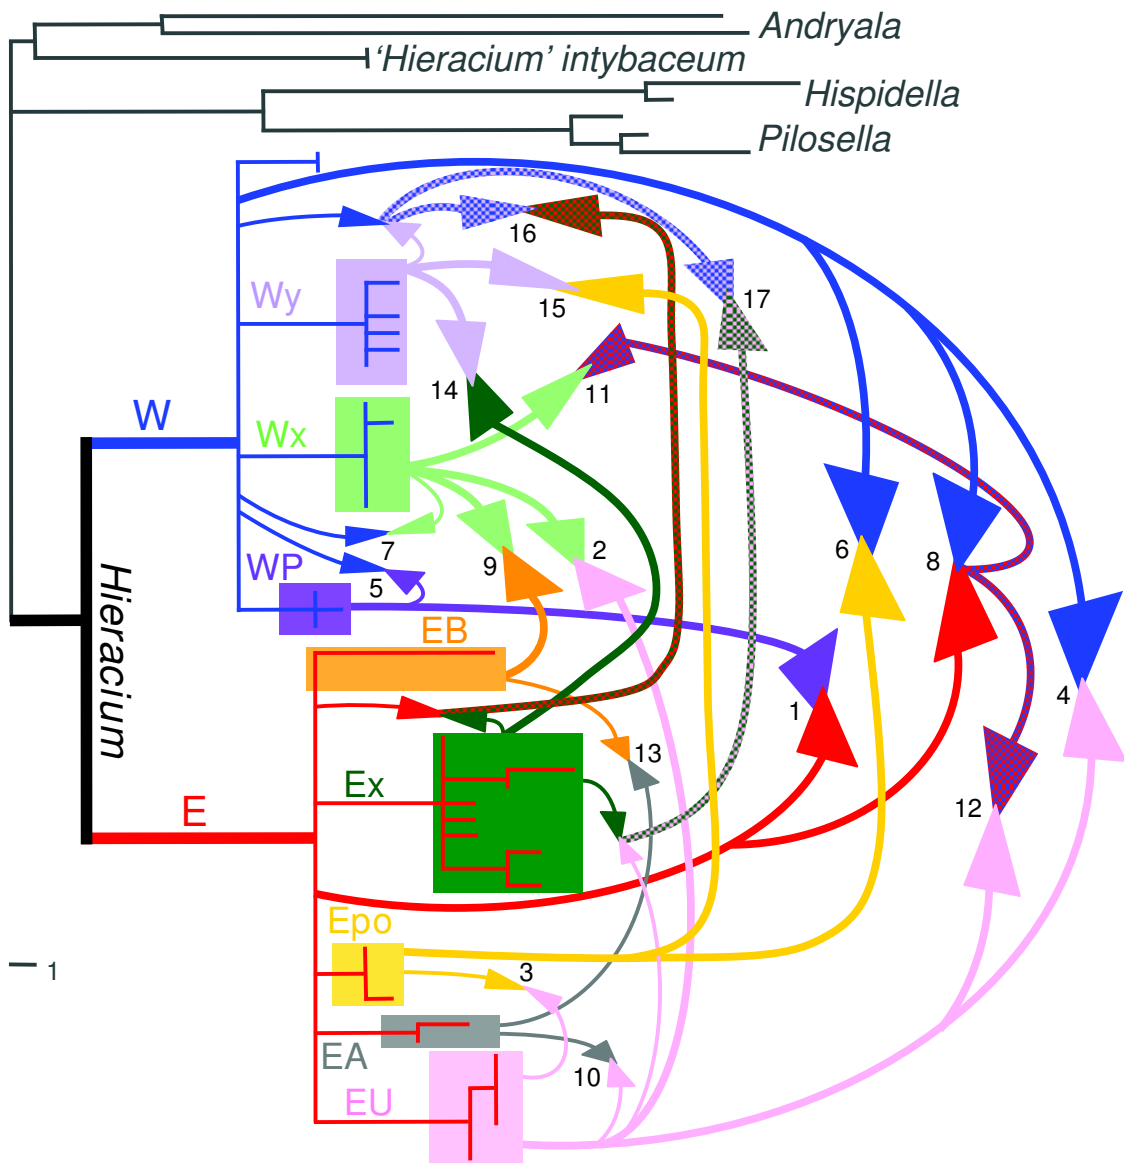 Andryala
‘Hieracium’ intybaceum
Hispidella
Pilosella
16
Wy
17
15
14
11
W
Wx
7
9
2
6
8
WP
5
EB
Hieracium
1
4
13
Ex
12
E
Epo
1
3
EA
10
EU